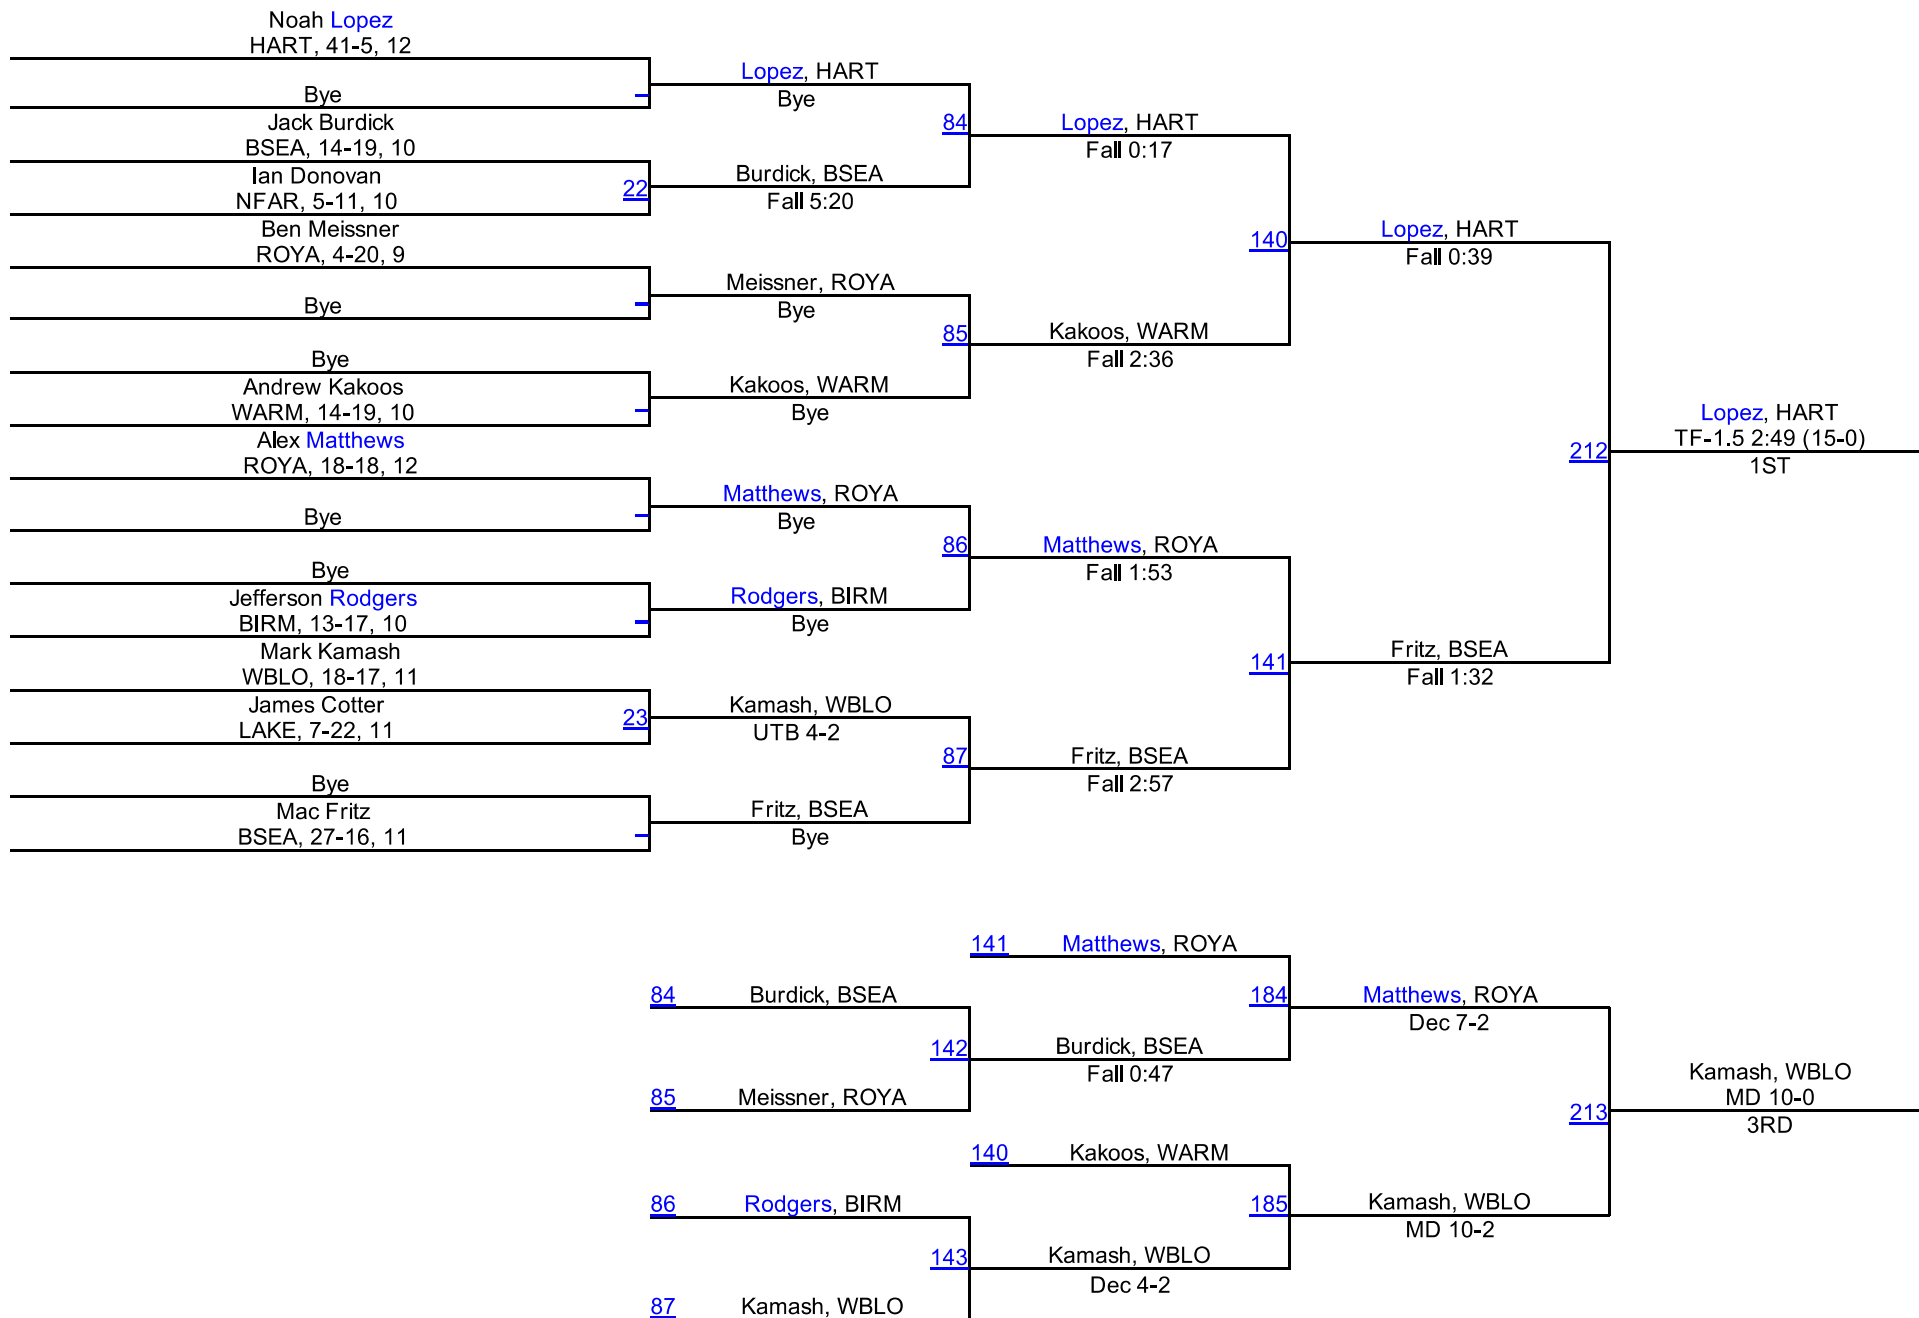 Noah Lopez
HART, 41-5, 12
Bye
Jack Burdick
BSEA, 14-19, 10
Ian Donovan
NFAR, 5-11, 10
22
Ben Meissner
ROYA, 4-20, 9
Bye
Bye
Andrew Kakoos
WARM, 14-19, 10
Alex Matthews
ROYA, 18-18, 12
Bye
Bye
Jefferson Rodgers
BIRM, 13-17, 10
Mark Kamash
WBLO, 18-17, 11
James Cotter
LAKE, 7-22, 11
23
Bye
Mac Fritz
BSEA, 27-16, 11
Lopez, HART
Bye
84
Burdick, BSEA
Fall 5:20
Meissner, ROYA
Bye
85
Kakoos, WARM
Bye
Matthews, ROYA
Bye
86
Rodgers, BIRM
Bye
Kamash, WBLO
UTB 4-2
87
Fritz, BSEA
Bye
Lopez, HART
Fall 0:17
140
Kakoos, WARM
Fall 2:36
Matthews, ROYA
Fall 1:53
141
Fritz, BSEA
Fall 2:57
Lopez, HART
Fall 0:39
212
Fritz, BSEA
Fall 1:32
Lopez, HART
TF-1.5 2:49 (15-0)
1ST
84 Burdick, BSEA
142
85 Meissner, ROYA
86 Rodgers, BIRM
143
87 Kamash, WBLO
141 Matthews, ROYA
184
Burdick, BSEA
Fall 0:47
140 Kakoos, WARM
185
Kamash, WBLO
Dec 4-2
Matthews, ROYA
Dec 7-2
213
Kamash, WBLO
MD 10-2
Kamash, WBLO
MD 10-0
3RD